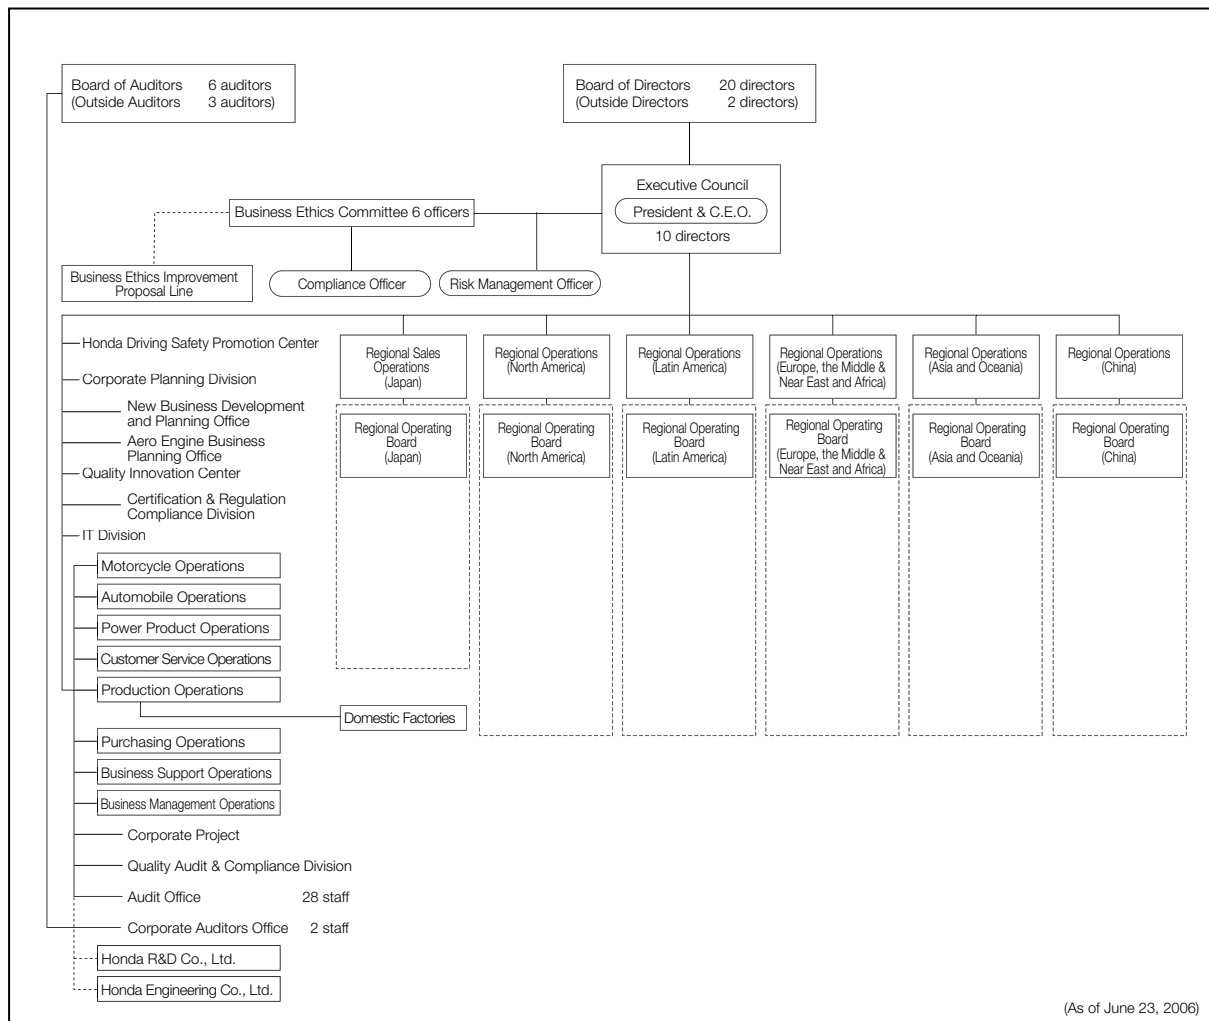 Board of Auditors 6 auditors
(Outside Auditors 3 auditors)
Board of Directors 20 directors
(Outside Directors 2 directors)
Executive Council
President & C.E.O.
10 directors
Business Ethics Committee 6 officers
Business Ethics Improvement
Proposal Line
Compliance Officer
Risk Management Officer
Honda Driving Safety Promotion Center
Corporate Planning Division
New Business Development
and Planning Office
Aero Engine Business
Planning Office
Quality Innovation Center
Certification & Regulation
Compliance Division
IT Division
Regional Sales
Operations
(Japan)
Regional Operations
(North America)
Regional Operations
(Latin America)
Regional Operations
(Europe, the Middle &
Near East and Africa)
Regional Operations
(Asia and Oceania)
Regional Operations
(China)
Regional Operating
Board
(Japan)
Regional Operating
Board
(North America)
Regional Operating
Board
(Latin America)
Regional Operating
Board
(Europe, the Middle &
Near East and Africa)
Regional Operating
Board
(Asia and Oceania)
Regional Operating
Board
(China)
Motorcycle Operations
Automobile Operations
Power Product Operations
Customer Service Operations
Production Operations
Domestic Factories
Purchasing Operations
Business Support Operations
Business Management Operations
Corporate Project
Quality Audit & Compliance Division
Audit Office 28 staff
Corporate Auditors Office 2 staff
Honda R&D Co., Ltd.
Honda Engineering Co., Ltd.
(As of June 23, 2006)